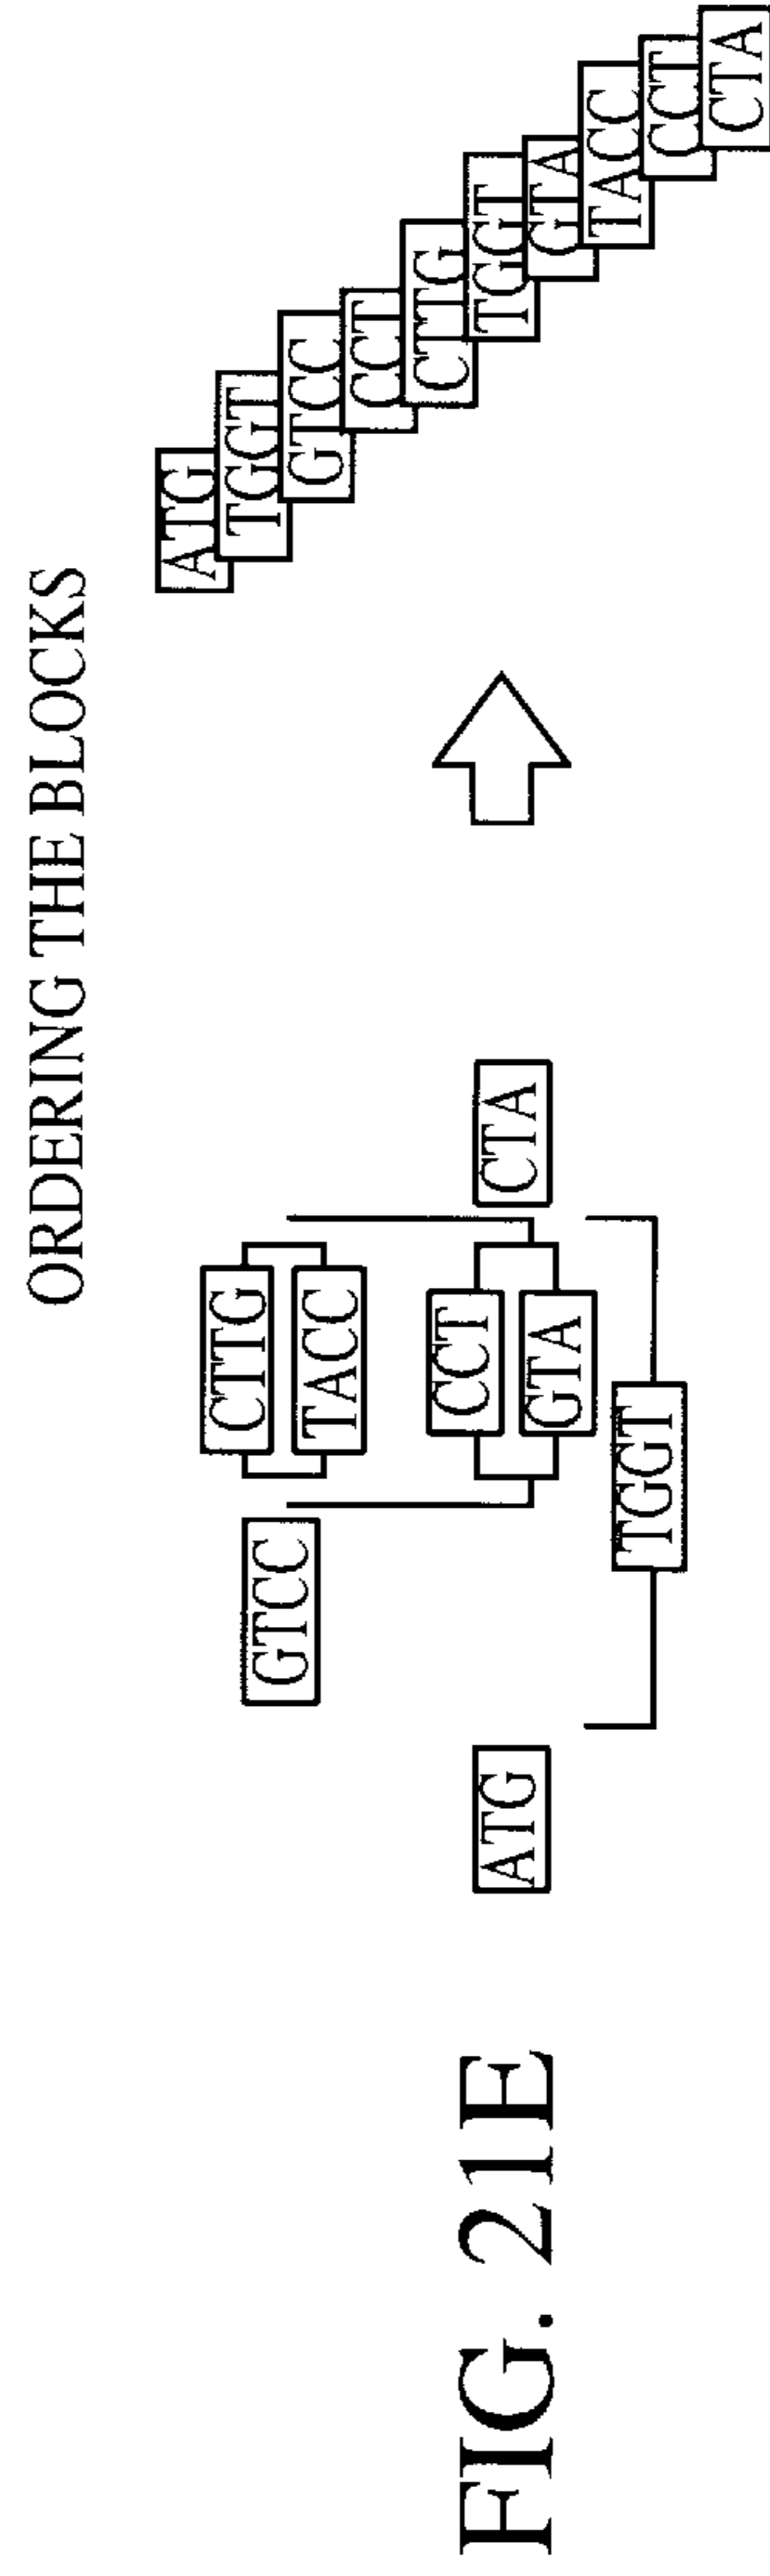 ORDERING THE BLOCKS
CTTG
GTCC
TACC
CCT
ATG
CTA
GTA
TGGT
ATG
TGGT
GTCC
CCT
CTTG
TGGT
GTA
TACC
CCT
CTA
FIG. 21E